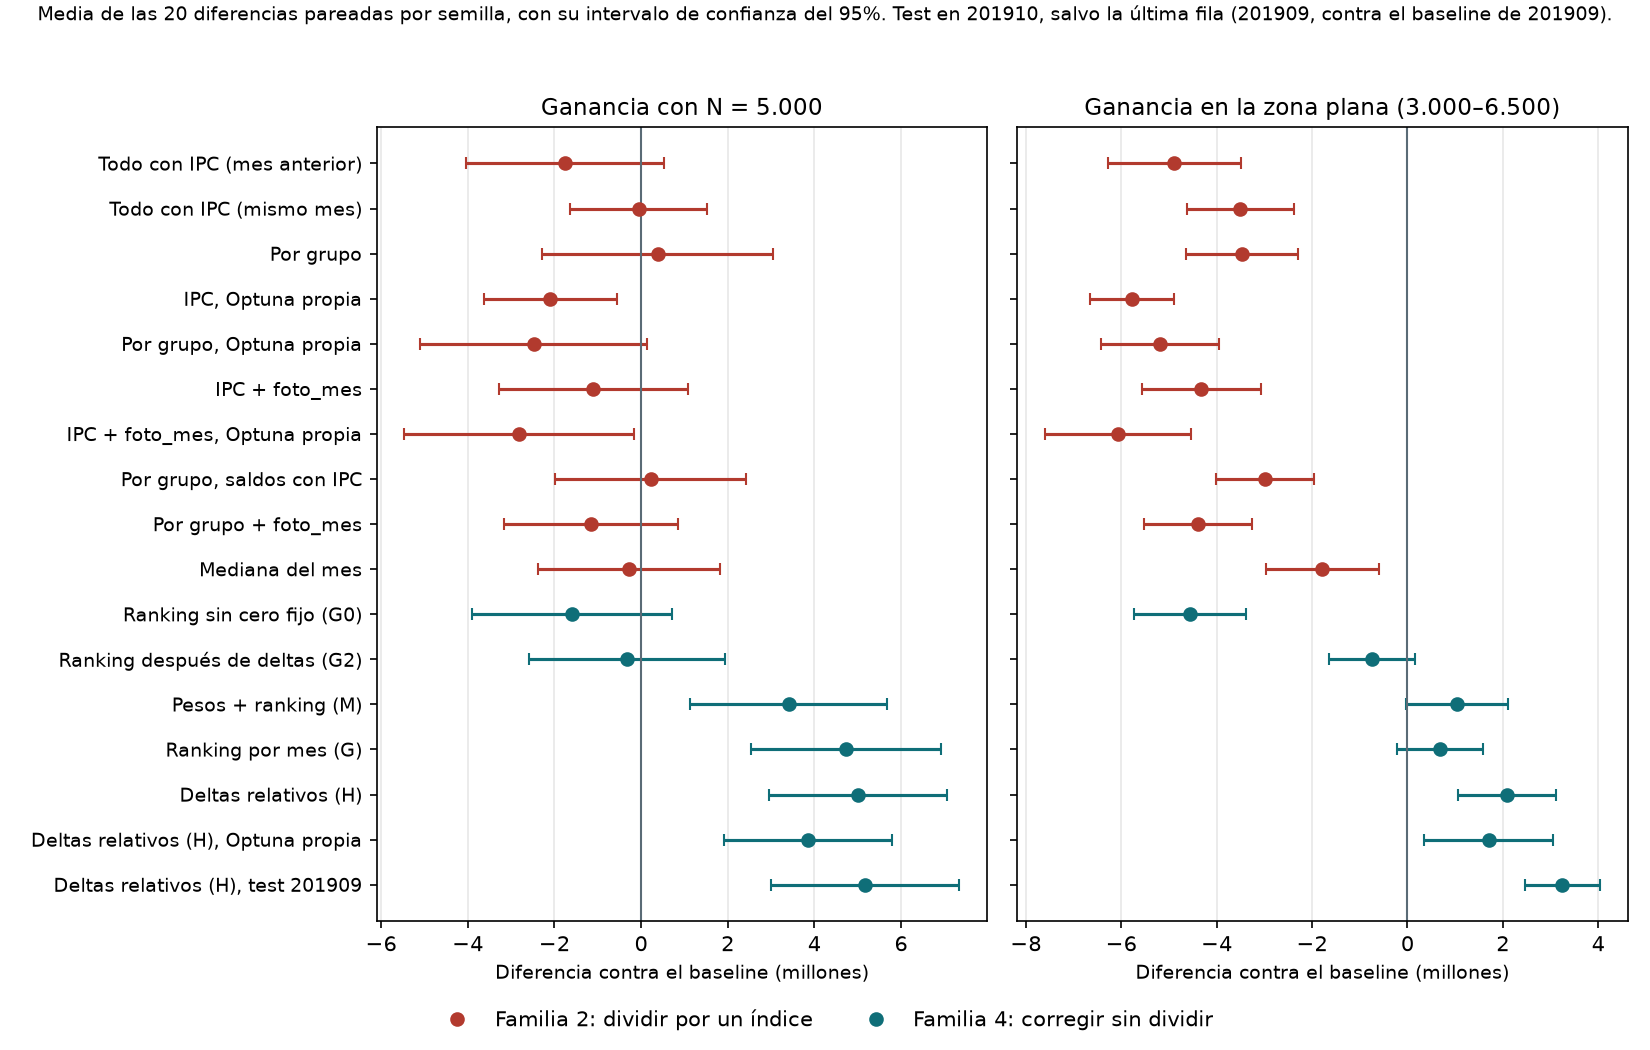 Media de las 20 diferencias pareadas por semilla, con su intervalo de confianza del 95%. Test en 201910, salvo la última fila (201909, contra el baseline de 201909).
Ganancia con N = 5.000
Ganancia en la zona plana (3.000–6.500)
Todo con IPC (mes anterior)
Todo con IPC (mismo mes)
Por grupo
IPC, Optuna propia
Por grupo, Optuna propia
IPC + foto_mes
IPC + foto_mes, Optuna propia
Por grupo, saldos con IPC
Por grupo + foto_mes
Mediana del mes
Ranking sin cero fijo (G0)
Ranking después de deltas (G2)
Pesos + ranking (M)
Ranking por mes (G)
Deltas relativos (H)
Deltas relativos (H), Optuna propia
Deltas relativos (H), test 201909
−6 −4 −2 0 2 4 6
−8 −6 −4 −2 0 2 4
Diferencia contra el baseline (millones)
Diferencia contra el baseline (millones)
Familia 2: dividir por un índice
Familia 4: corregir sin dividir